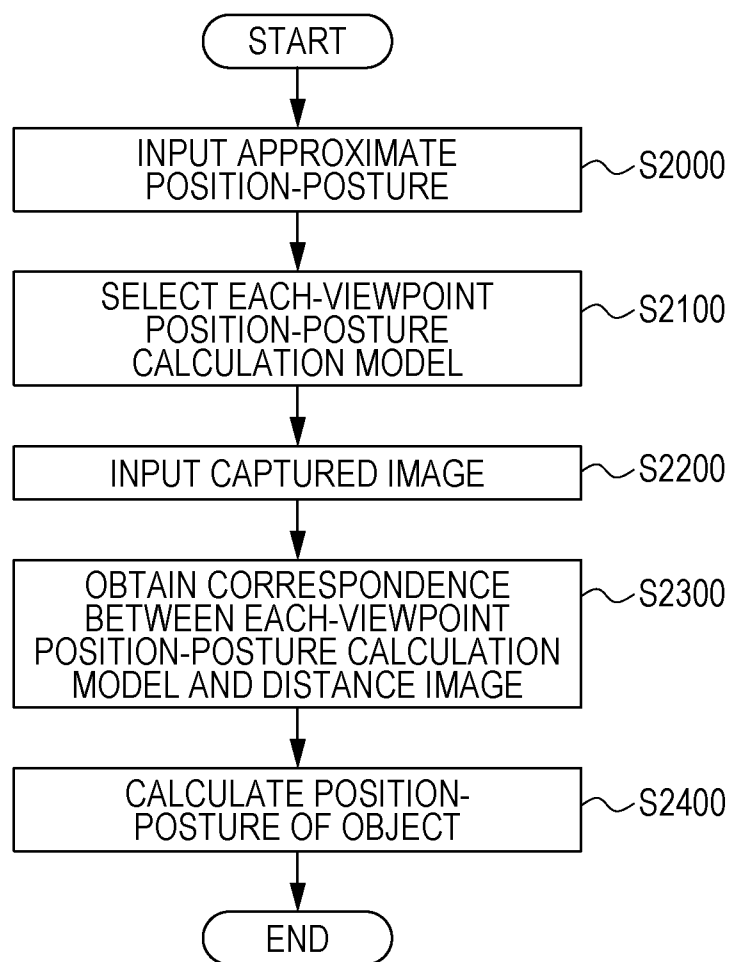 START
INPUT APPROXIMATE
POSITION-POSTURE
S2000
SELECT EACH-VIEWPOINT
POSITION-POSTURE
CALCULATION MODEL
S2100
INPUT CAPTURED IMAGE
S2200
OBTAIN CORRESPONDENCE
BETWEEN EACH-VIEWPOINT
POSITION-POSTURE CALCULATION
MODEL AND DISTANCE IMAGE
S2300
CALCULATE POSITION-
POSTURE OF OBJECT
S2400
END